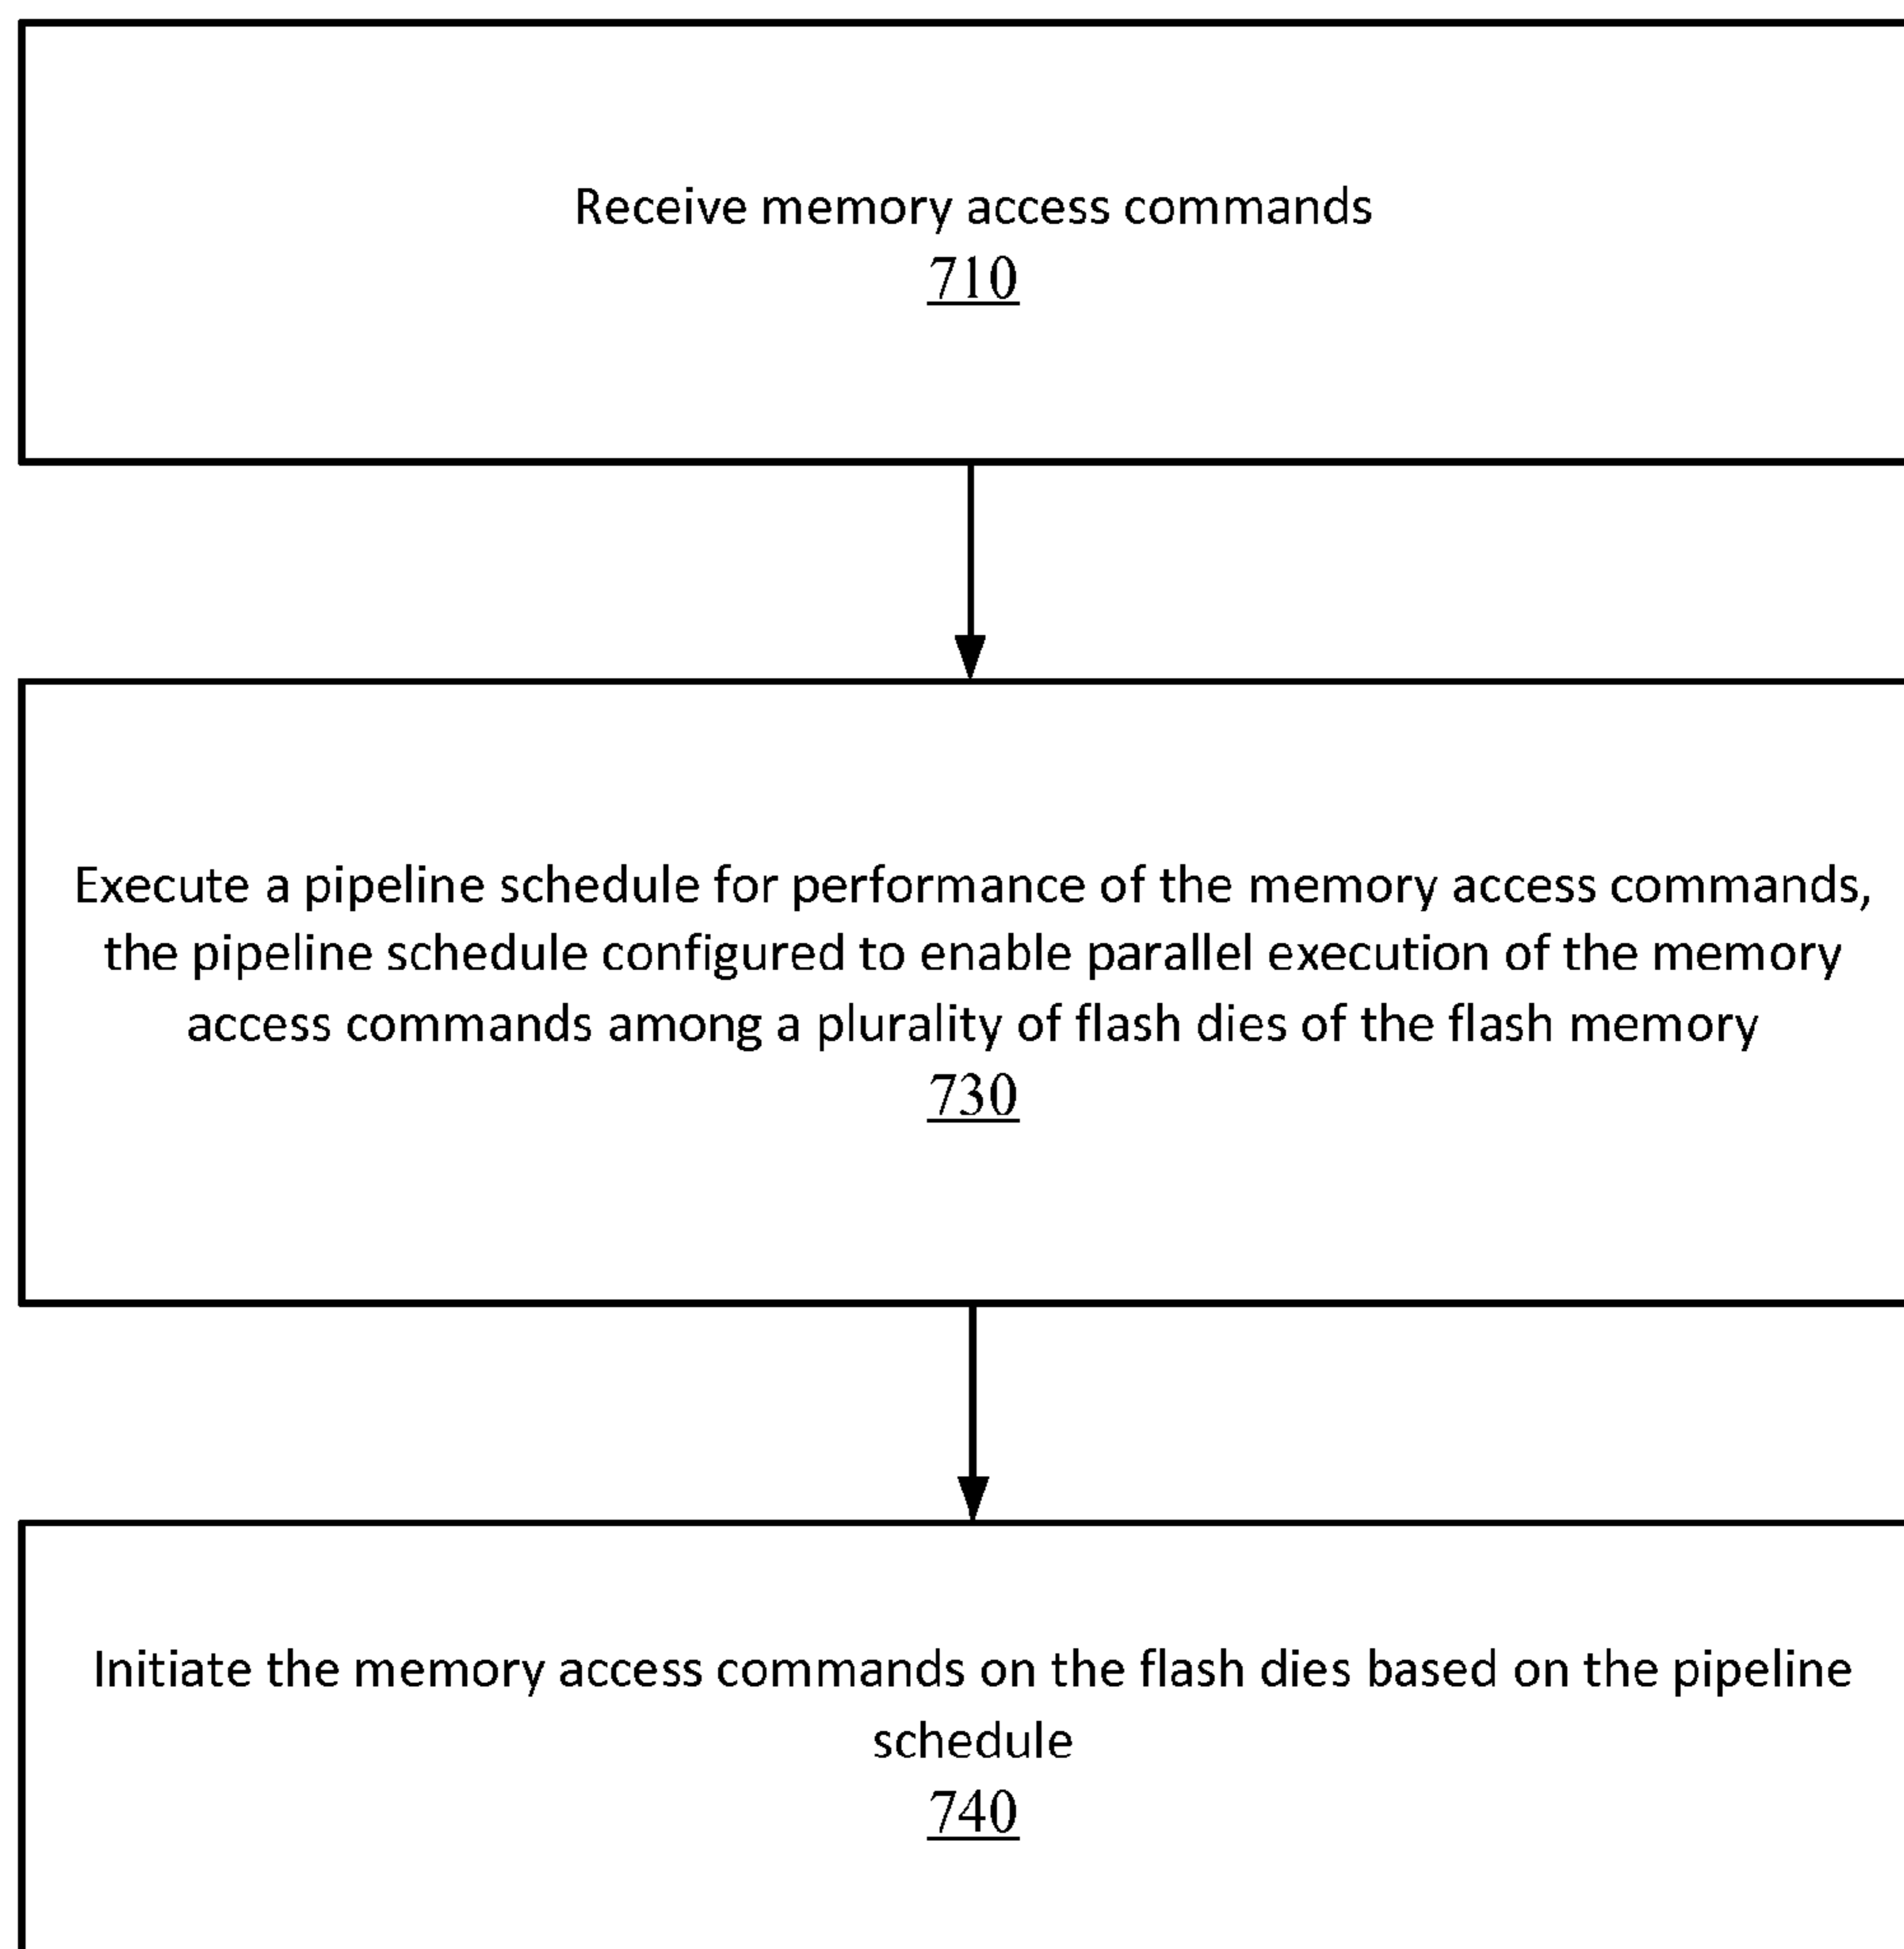 Receive memory access commands
710
Execute a pipeline schedule for performance of the memory access commands,
the pipeline schedule configured to enable parallel execution of the memory
access commands among a plurality of flash dies of the flash memory
730
Initiate the memory access commands on the flash dies based on the pipeline
schedule
740